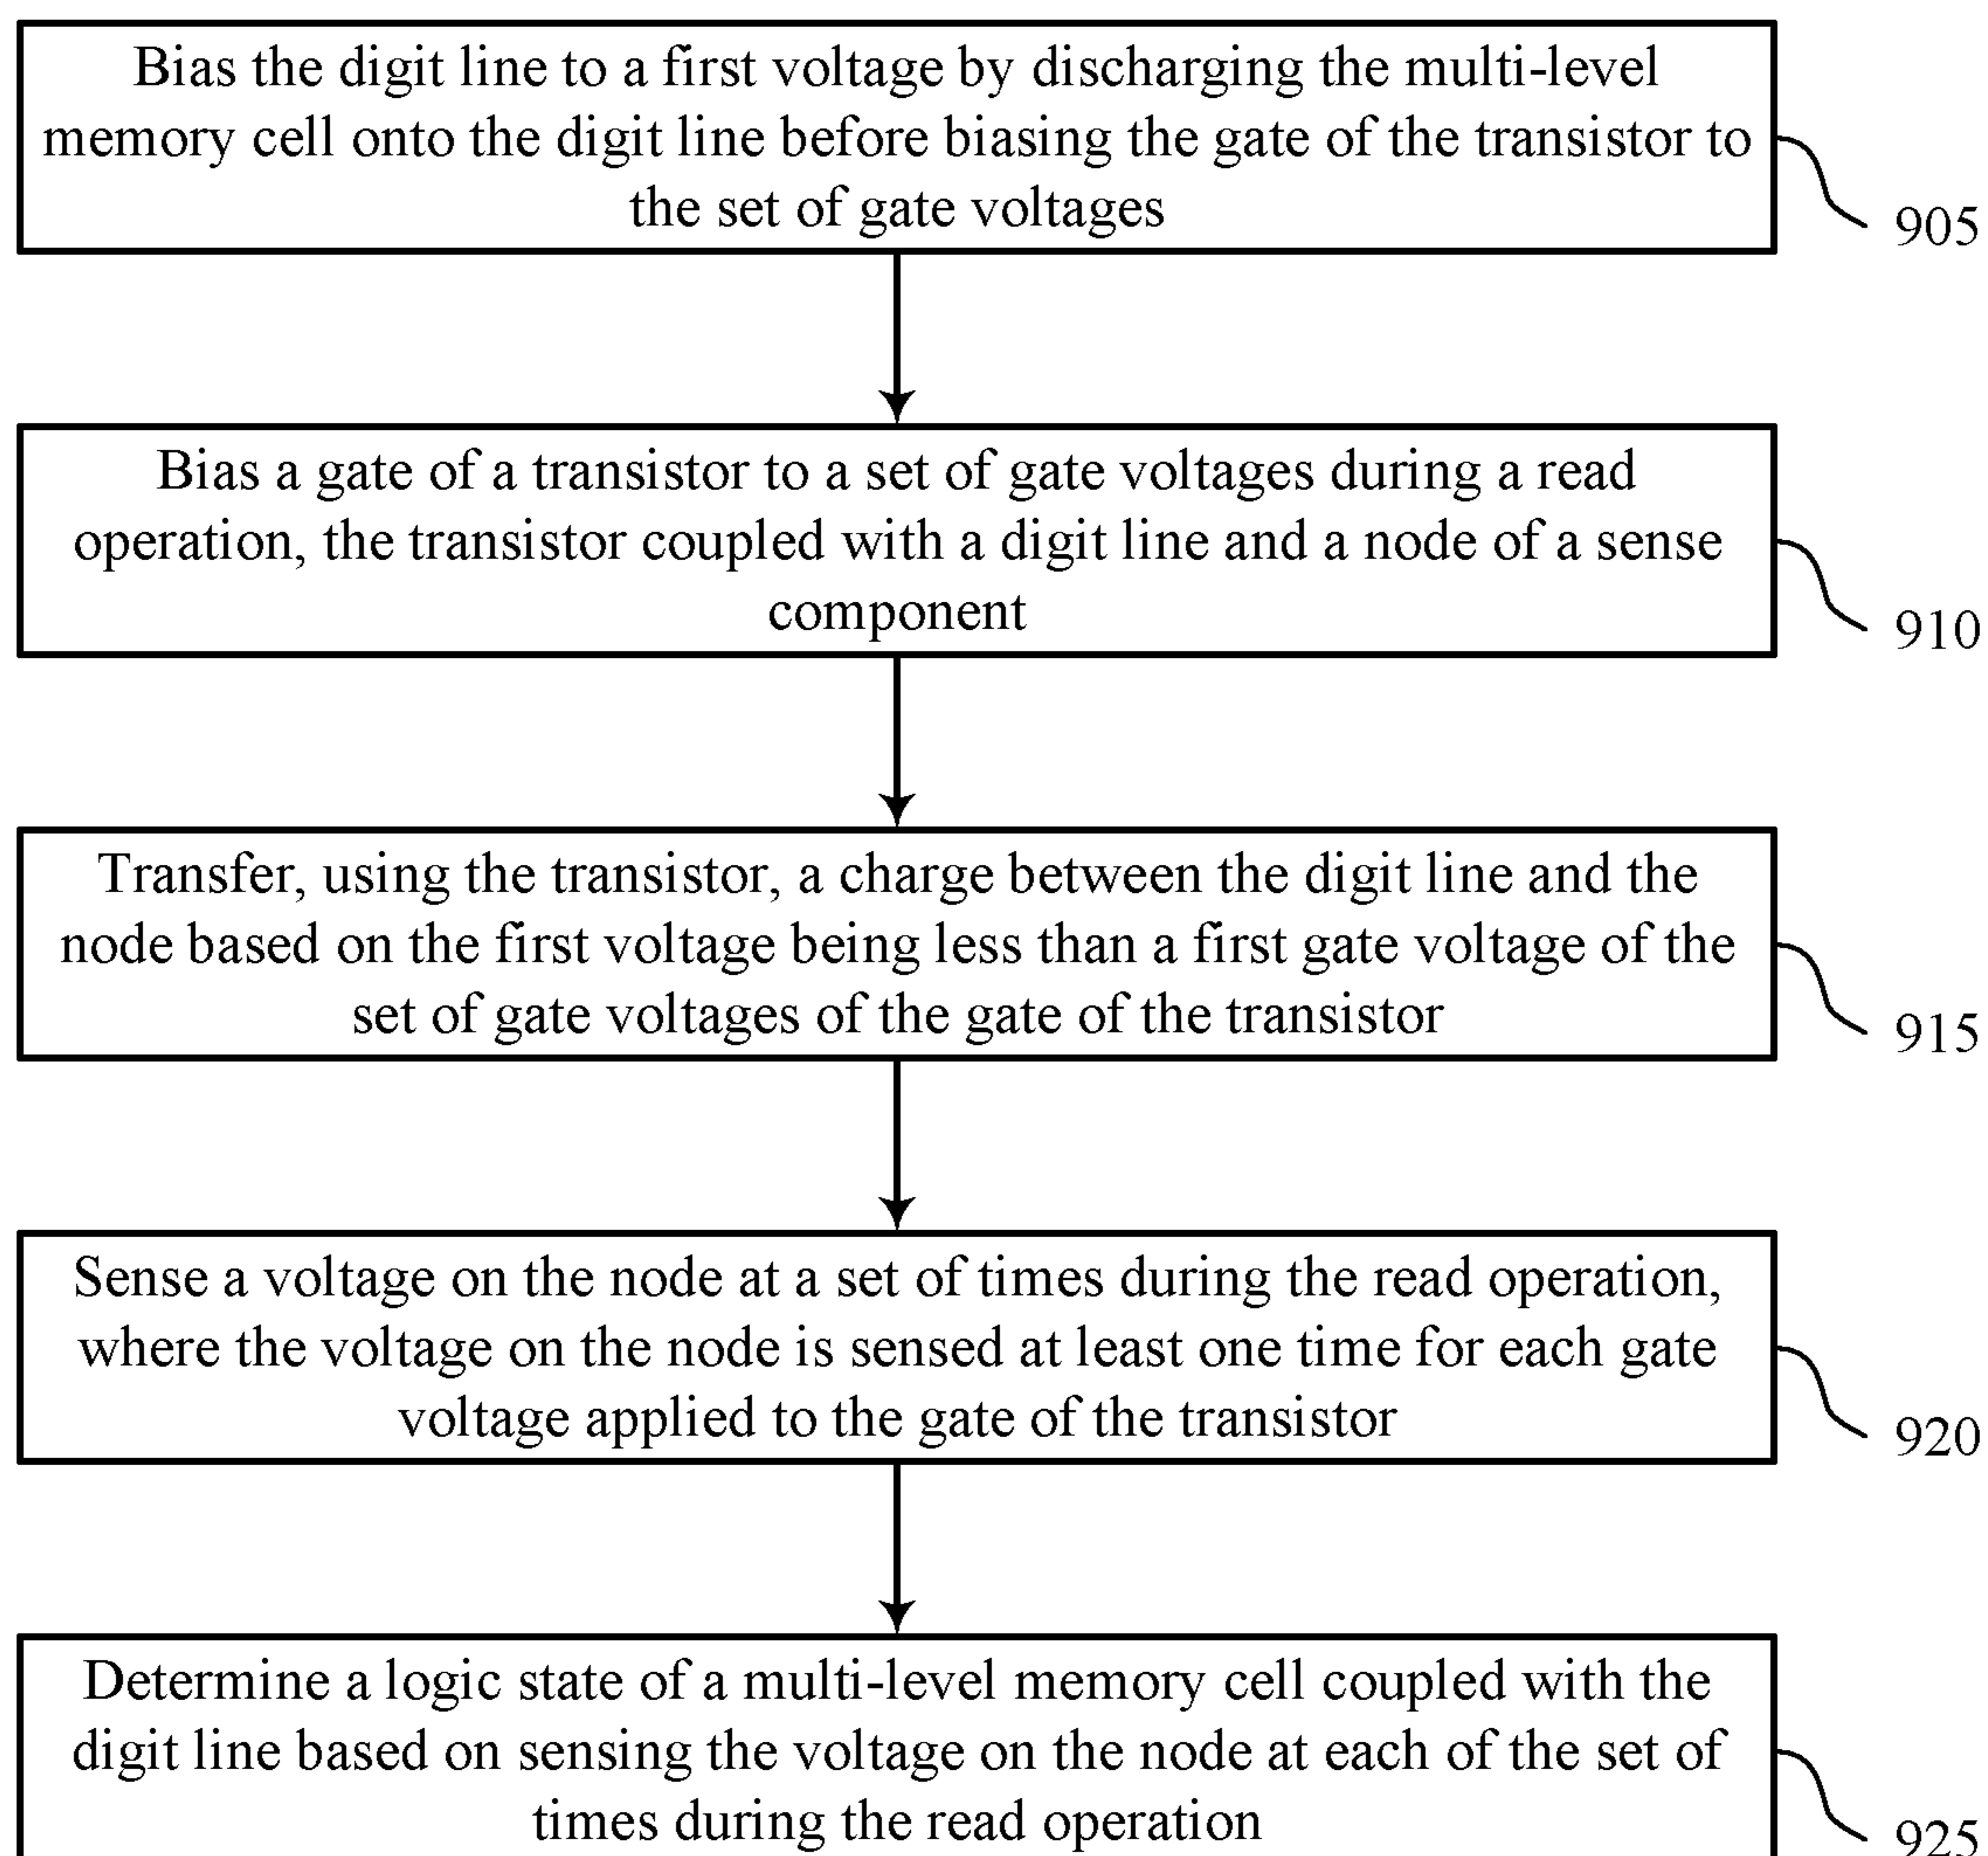 Bias the digit line to a first voltage by discharging the multi-level
memory cell onto the digit line before biasing the gate of the transistor to
the set of gate voltages
905
Bias a gate of a transistor to a set of gate voltages during a read
operation, the transistor coupled with a digit line and a node of a sense
component
910
Transfer, using the transistor, a charge between the digit line and the
node based on the first voltage being less than a first gate voltage of the
set of gate voltages of the gate of the transistor
915
Sense a voltage on the node at a set of times during the read operation,
where the voltage on the node is sensed at least one time for each gate
voltage applied to the gate of the transistor
920
Determine a logic state of a multi-level memory cell coupled with the
digit line based on sensing the voltage on the node at each of the set of
times during the read operation
925